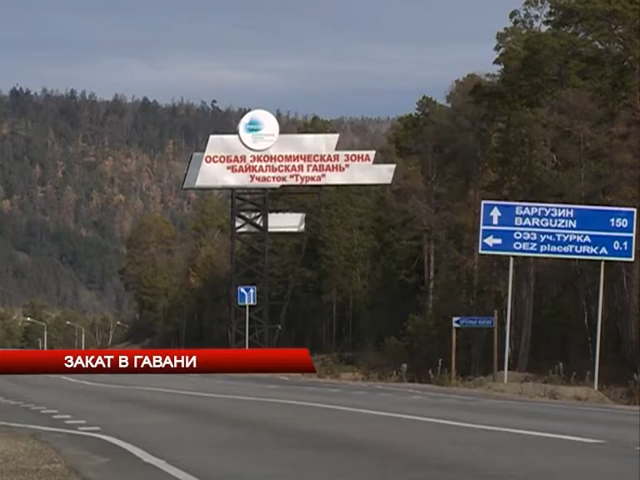 ОСОБАЯ ЭКОНОМИЧЕСКАЯ ЗОНА
"БАЙКАЛЬСКАЯ ГАВАНЬ"
Участок "Турка"
БАРГУЗИН
BARGUZIN 150
ОЭЗ уч.ТУРКА
OEZ placeTURKA 0.1
ЗАКАТ В ГАВАНИ